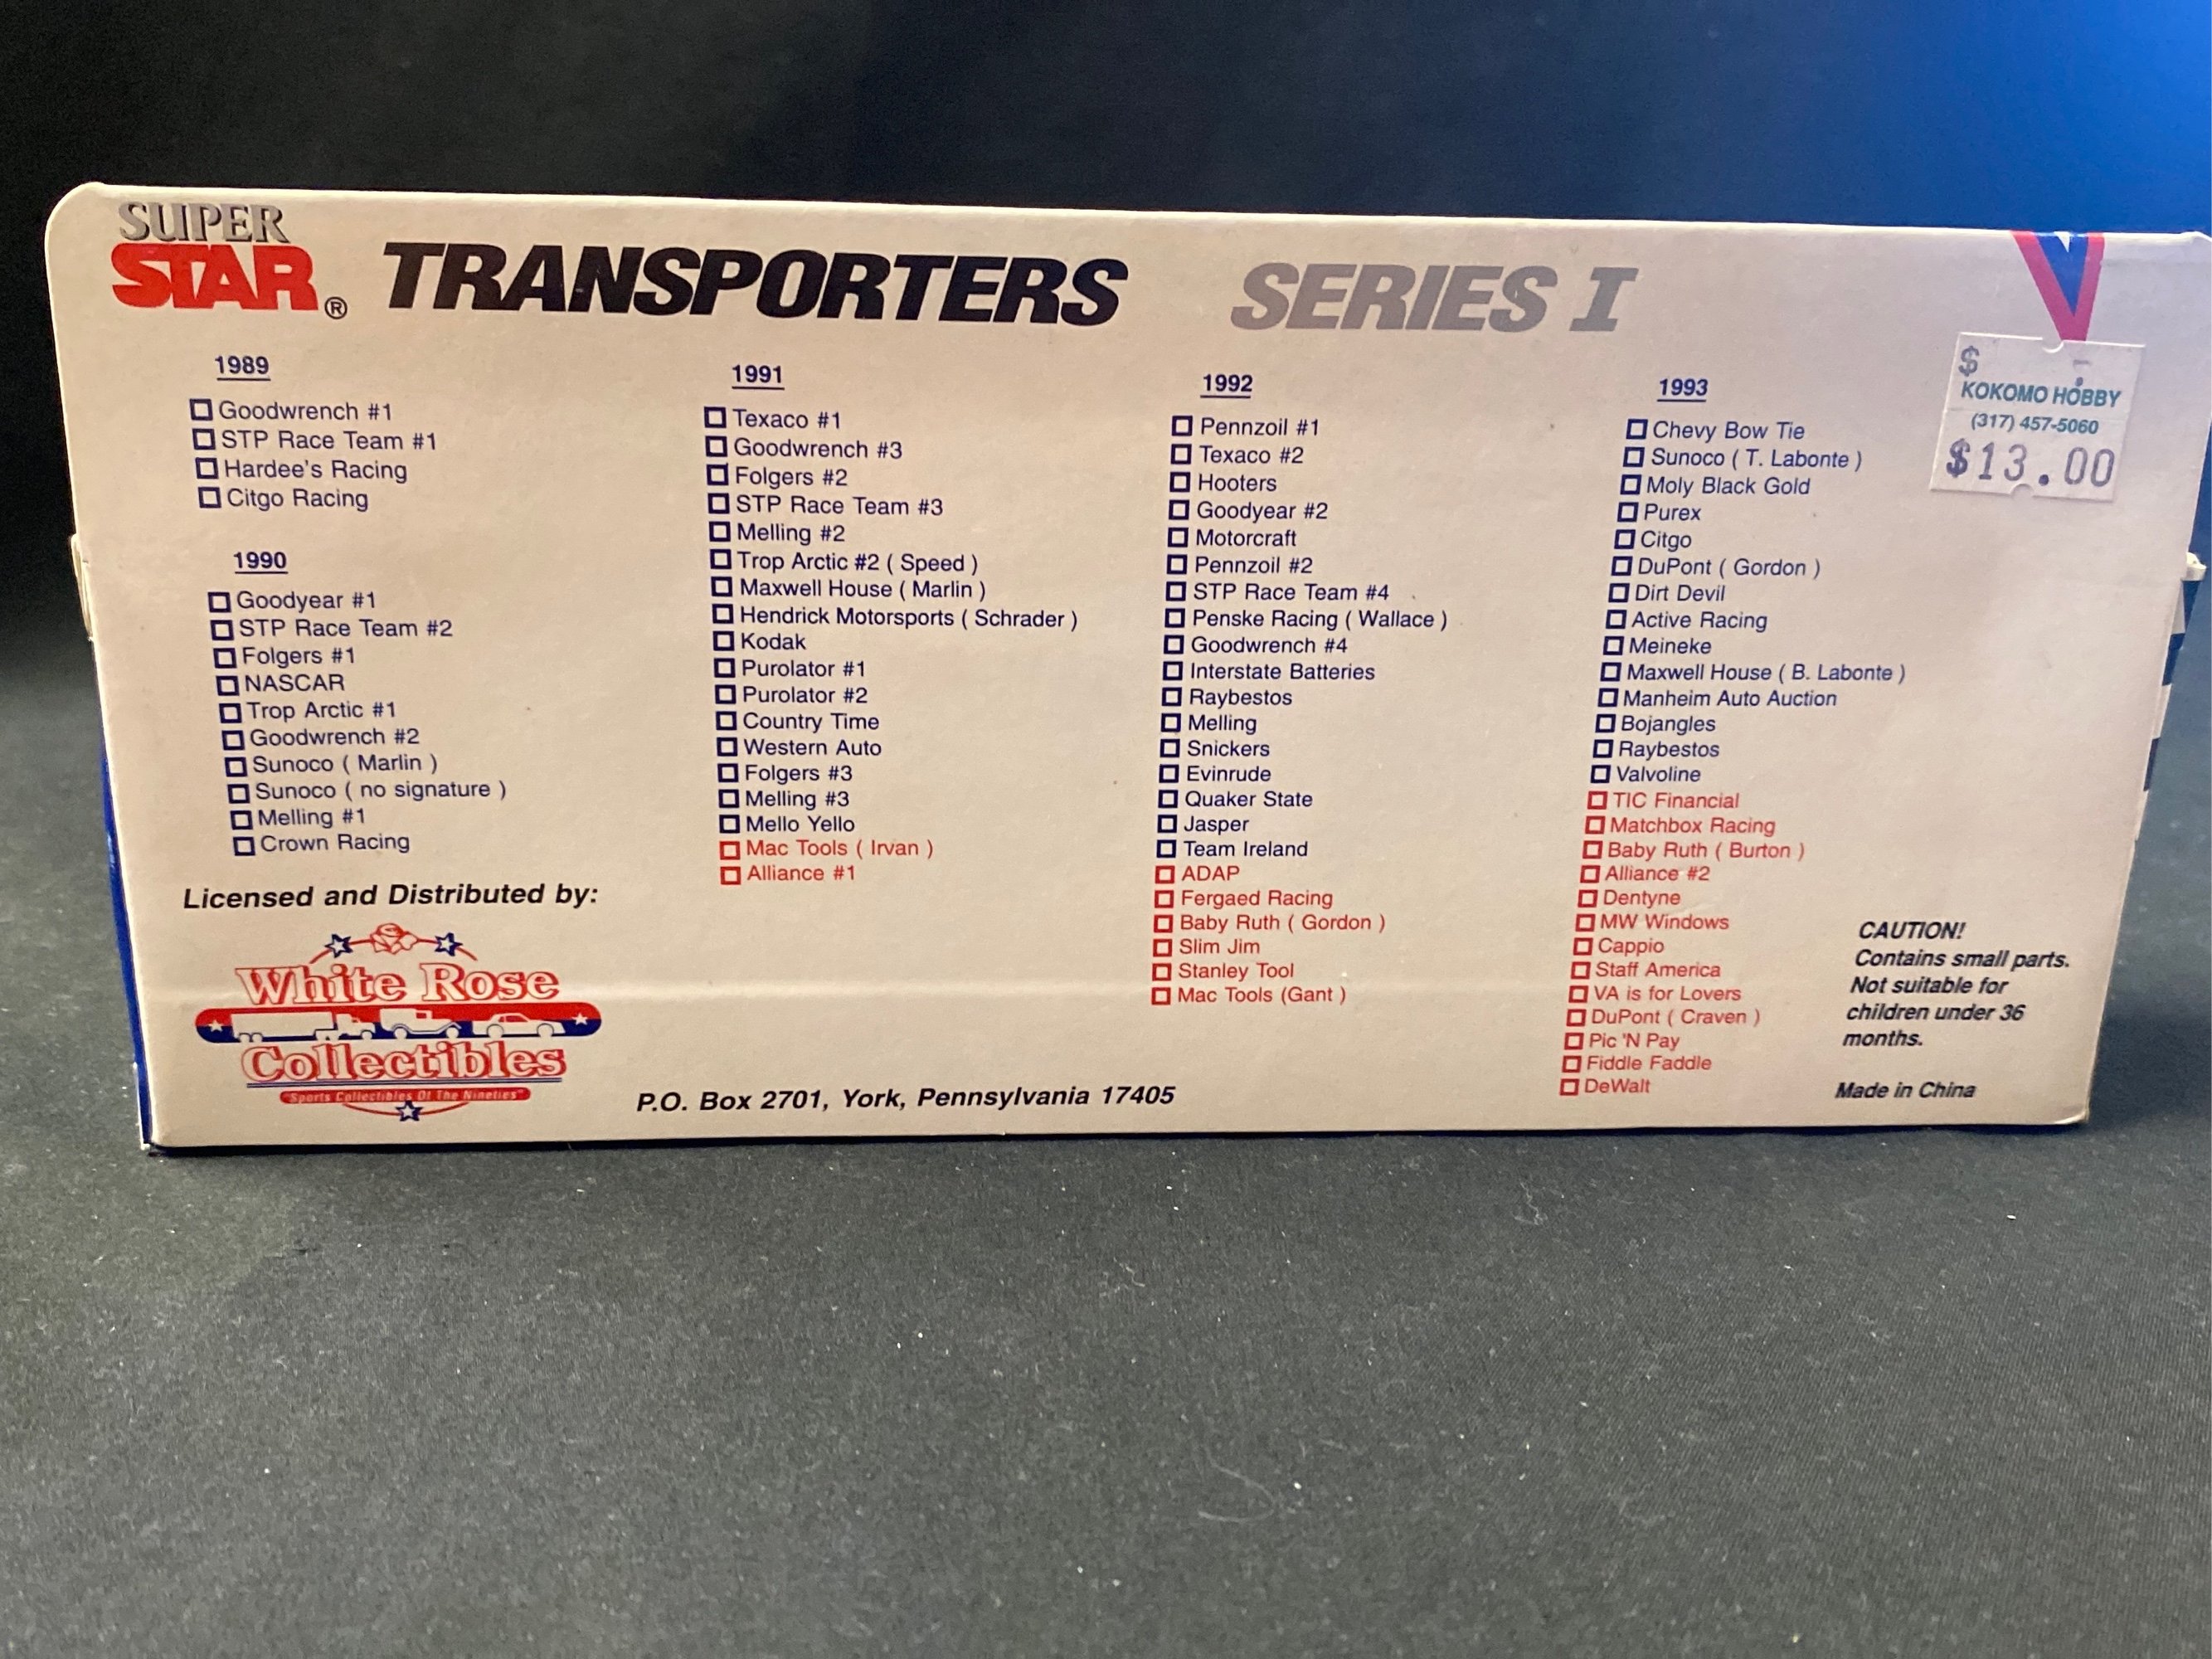 SUPER
STAR® TRANSPORTERS SERIES I
1989
Goodwrench #1
STP Race Team #1
Hardee's Racing
Citgo Racing
1990
Goodyear #1
STP Race Team #2
Folgers #1
NASCAR
Trop Arctic #1
Goodwrench #2
Sunoco ( Marlin )
Sunoco ( no signature )
Melling #1
Crown Racing
Licensed and Distributed by:
White Rose
Collectibles
"Sports Collectibles Of The Nineties"
1991
Texaco #1
Goodwrench #3
Folgers #2
STP Race Team #3
Melling #2
Trop Arctic #2 ( Speed )
Maxwell House ( Marlin )
Hendrick Motorsports ( Schrader )
Kodak
Purolator #1
Purolator #2
Country Time
Western Auto
Folgers #3
Melling #3
Mello Yello
Mac Tools ( Irvan )
Alliance #1
P.O. Box 2701, York, Pennsylvania 17405
1992
Pennzoil #1
Texaco #2
Hooters
Goodyear #2
Motorcraft
Pennzoil #2
STP Race Team #4
Penske Racing ( Wallace )
Goodwrench #4
Interstate Batteries
Raybestos
Melling
Snickers
Evinrude
Quaker State
Jasper
Team Ireland
ADAP
Fergaed Racing
Baby Ruth ( Gordon )
Slim Jim
Stanley Tool
Mac Tools (Gant )
1993
Chevy Bow Tie
Sunoco ( T. Labonte )
Moly Black Gold
Purex
Citgo
DuPont ( Gordon )
Dirt Devil
Active Racing
Meineke
Maxwell House ( B. Labonte )
Manheim Auto Auction
Bojangles
Raybestos
Valvoline
TIC Financial
Matchbox Racing
Baby Ruth ( Burton )
Alliance #2
Dentyne
MW Windows
Cappio
Staff America
VA is for Lovers
DuPont ( Craven )
Pic 'N Pay
Fiddle Faddle
DeWalt
$
KOKOMO HOBBY
(317) 457-5060
$13.00
CAUTION!
Contains small parts.
Not suitable for
children under 36
months.
Made in China